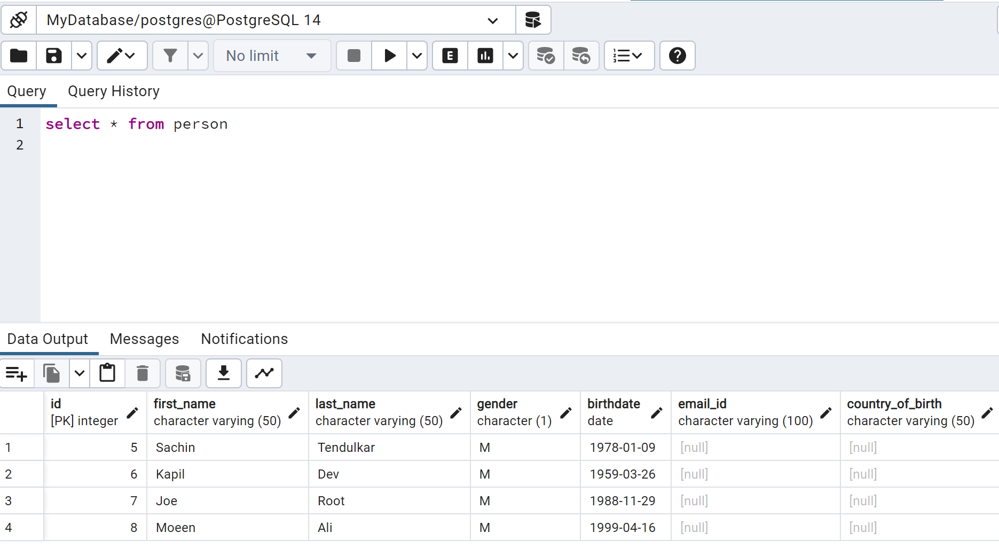 MyDatabase/postgres@PostgreSQL 14
No limit
E
1
2
3
?
Query Query History
1 select * from person
2
Data Output Messages Notifications
id first_name last_name gender birthdate email_id country_of_birth
[PK] integer character varying (50) character varying (50) character (1) date character varying (100) character varying (50)
1 5 Sachin Tendulkar M 1978-01-09 [null] [null]
2 6 Kapil Dev M 1959-03-26 [null] [null]
3 7 Joe Root M 1988-11-29 [null] [null]
4 8 Moeen Ali M 1999-04-16 [null] [null]